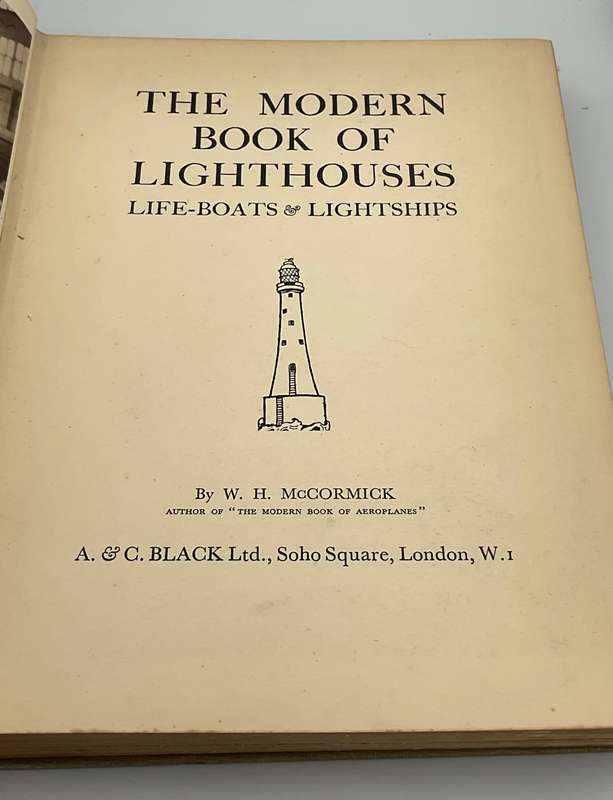 THE MODERN
BOOK OF
LIGHTHOUSES
LIFE-BOATS & LIGHTSHIPS
By W. H. McCORMICK
AUTHOR OF "THE MODERN BOOK OF AEROPLANES"
A. & C. BLACK Ltd., Soho Square, London, W.1